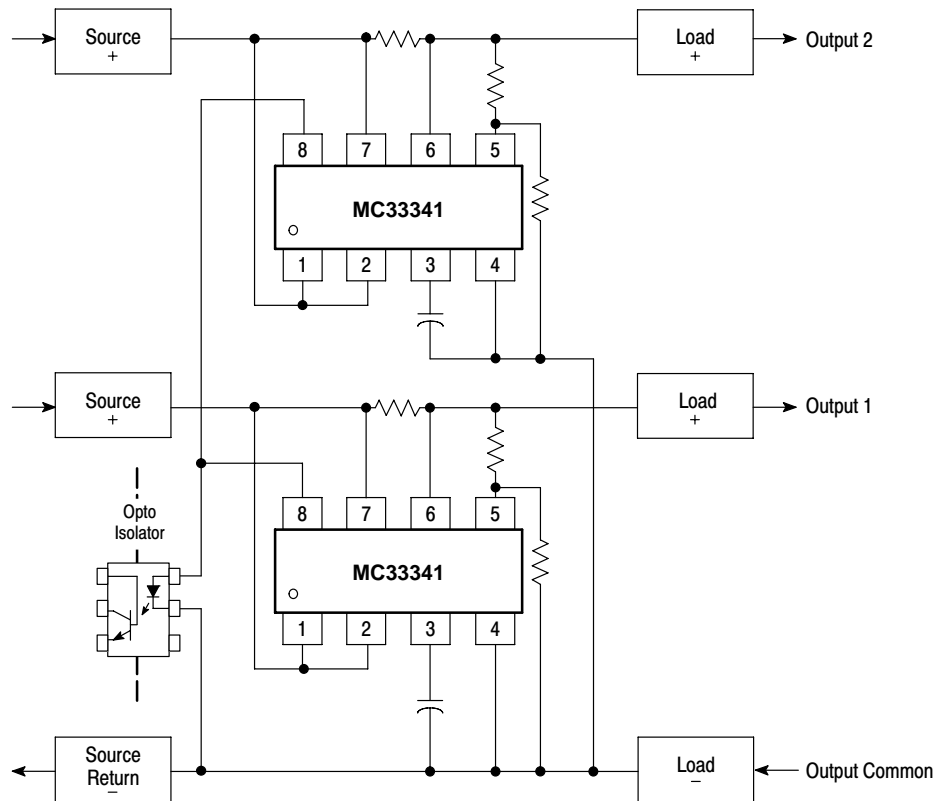 Source
+
Load
+
Output 2
8
7
6
5
MC33341
1
2
3
4
Source
+
Load
+
Output 1
Opto
Isolator
8
7
6
5
MC33341
1
2
3
4
Source
Return
–
Load
–
Output Common